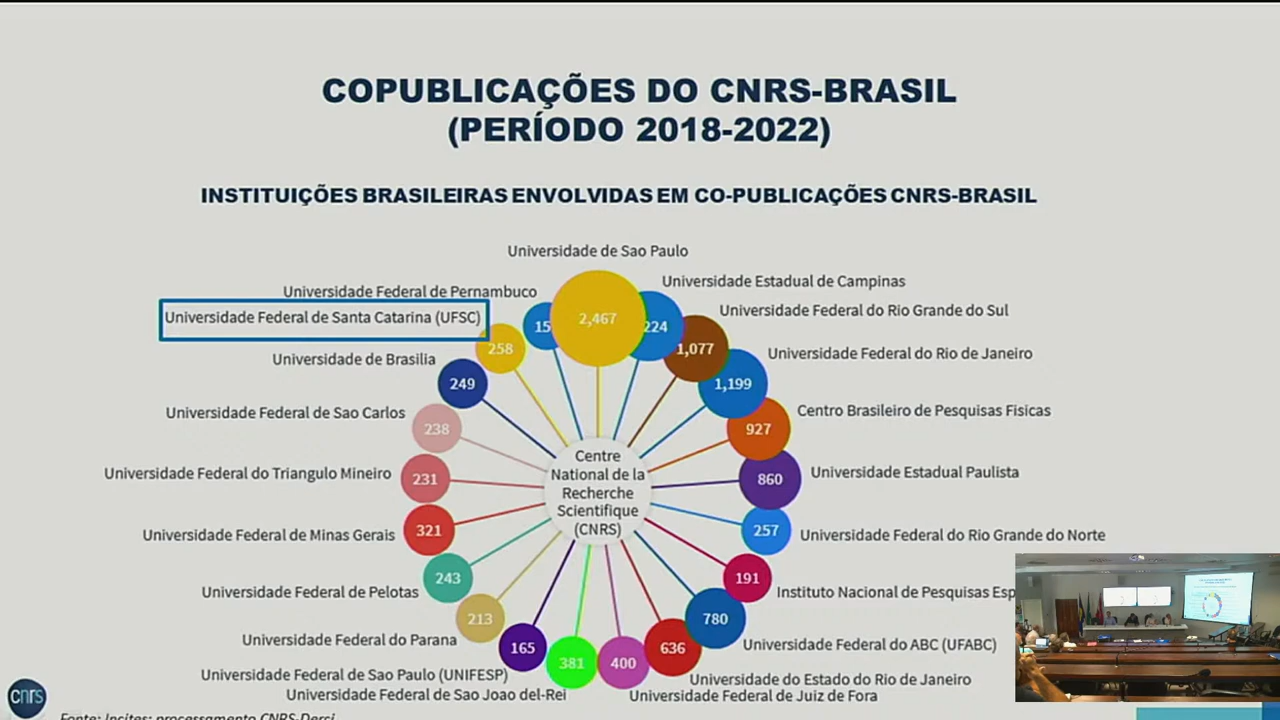 COPUBLICAÇÕES DO CNRS-BRASIL
(PERÍODO 2018-2022)
INSTITUIÇÕES BRASILEIRAS ENVOLVIDAS EM CO-PUBLICAÇÕES CNRS-BRASIL
Universidade de Sao Paulo
2,467
Universidade Estadual de Campinas
224
Universidade Federal do Rio Grande do Sul
1,077
Universidade Federal do Rio de Janeiro
1,199
Centro Brasileiro de Pesquisas Fisicas
927
Universidade Estadual Paulista
860
Universidade Federal do Rio Grande do Norte
257
Instituto Nacional de Pesquisas Esp
191
Universidade Federal do ABC (UFABC)
780
Universidade do Estado do Rio de Janeiro
636
Universidade Federal de Juiz de Fora
400
Universidade Federal de Sao Joao del-Rei
381
Universidade Federal de Sao Paulo (UNIFESP)
165
Universidade Federal do Parana
213
Universidade Federal de Pelotas
243
Universidade Federal de Minas Gerais
321
Universidade Federal do Triangulo Mineiro
231
Universidade Federal de Sao Carlos
238
Universidade de Brasilia
249
Universidade Federal de Santa Catarina (UFSC)
258
Universidade Federal de Pernambuco
15
Centre
National de la
Recherche
Scientifique
(CNRS)
cnrs
Fonte: Incites; processamento CNRS-Derci